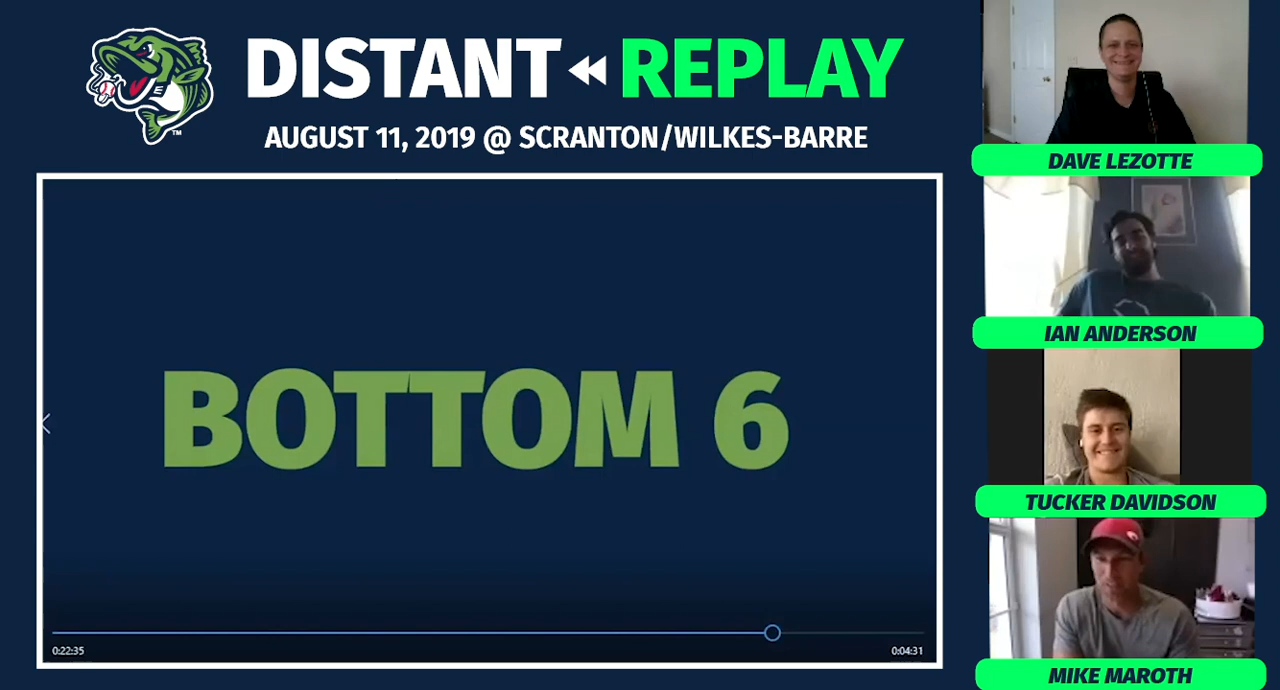 DISTANT REPLAY
AUGUST 11, 2019 @ SCRANTON/WILKES-BARRE
TM
BOTTOM 6
0:22:35
0:04:31
DAVE LEZOTTE
IAN ANDERSON
TUCKER DAVIDSON
MIKE MAROTH